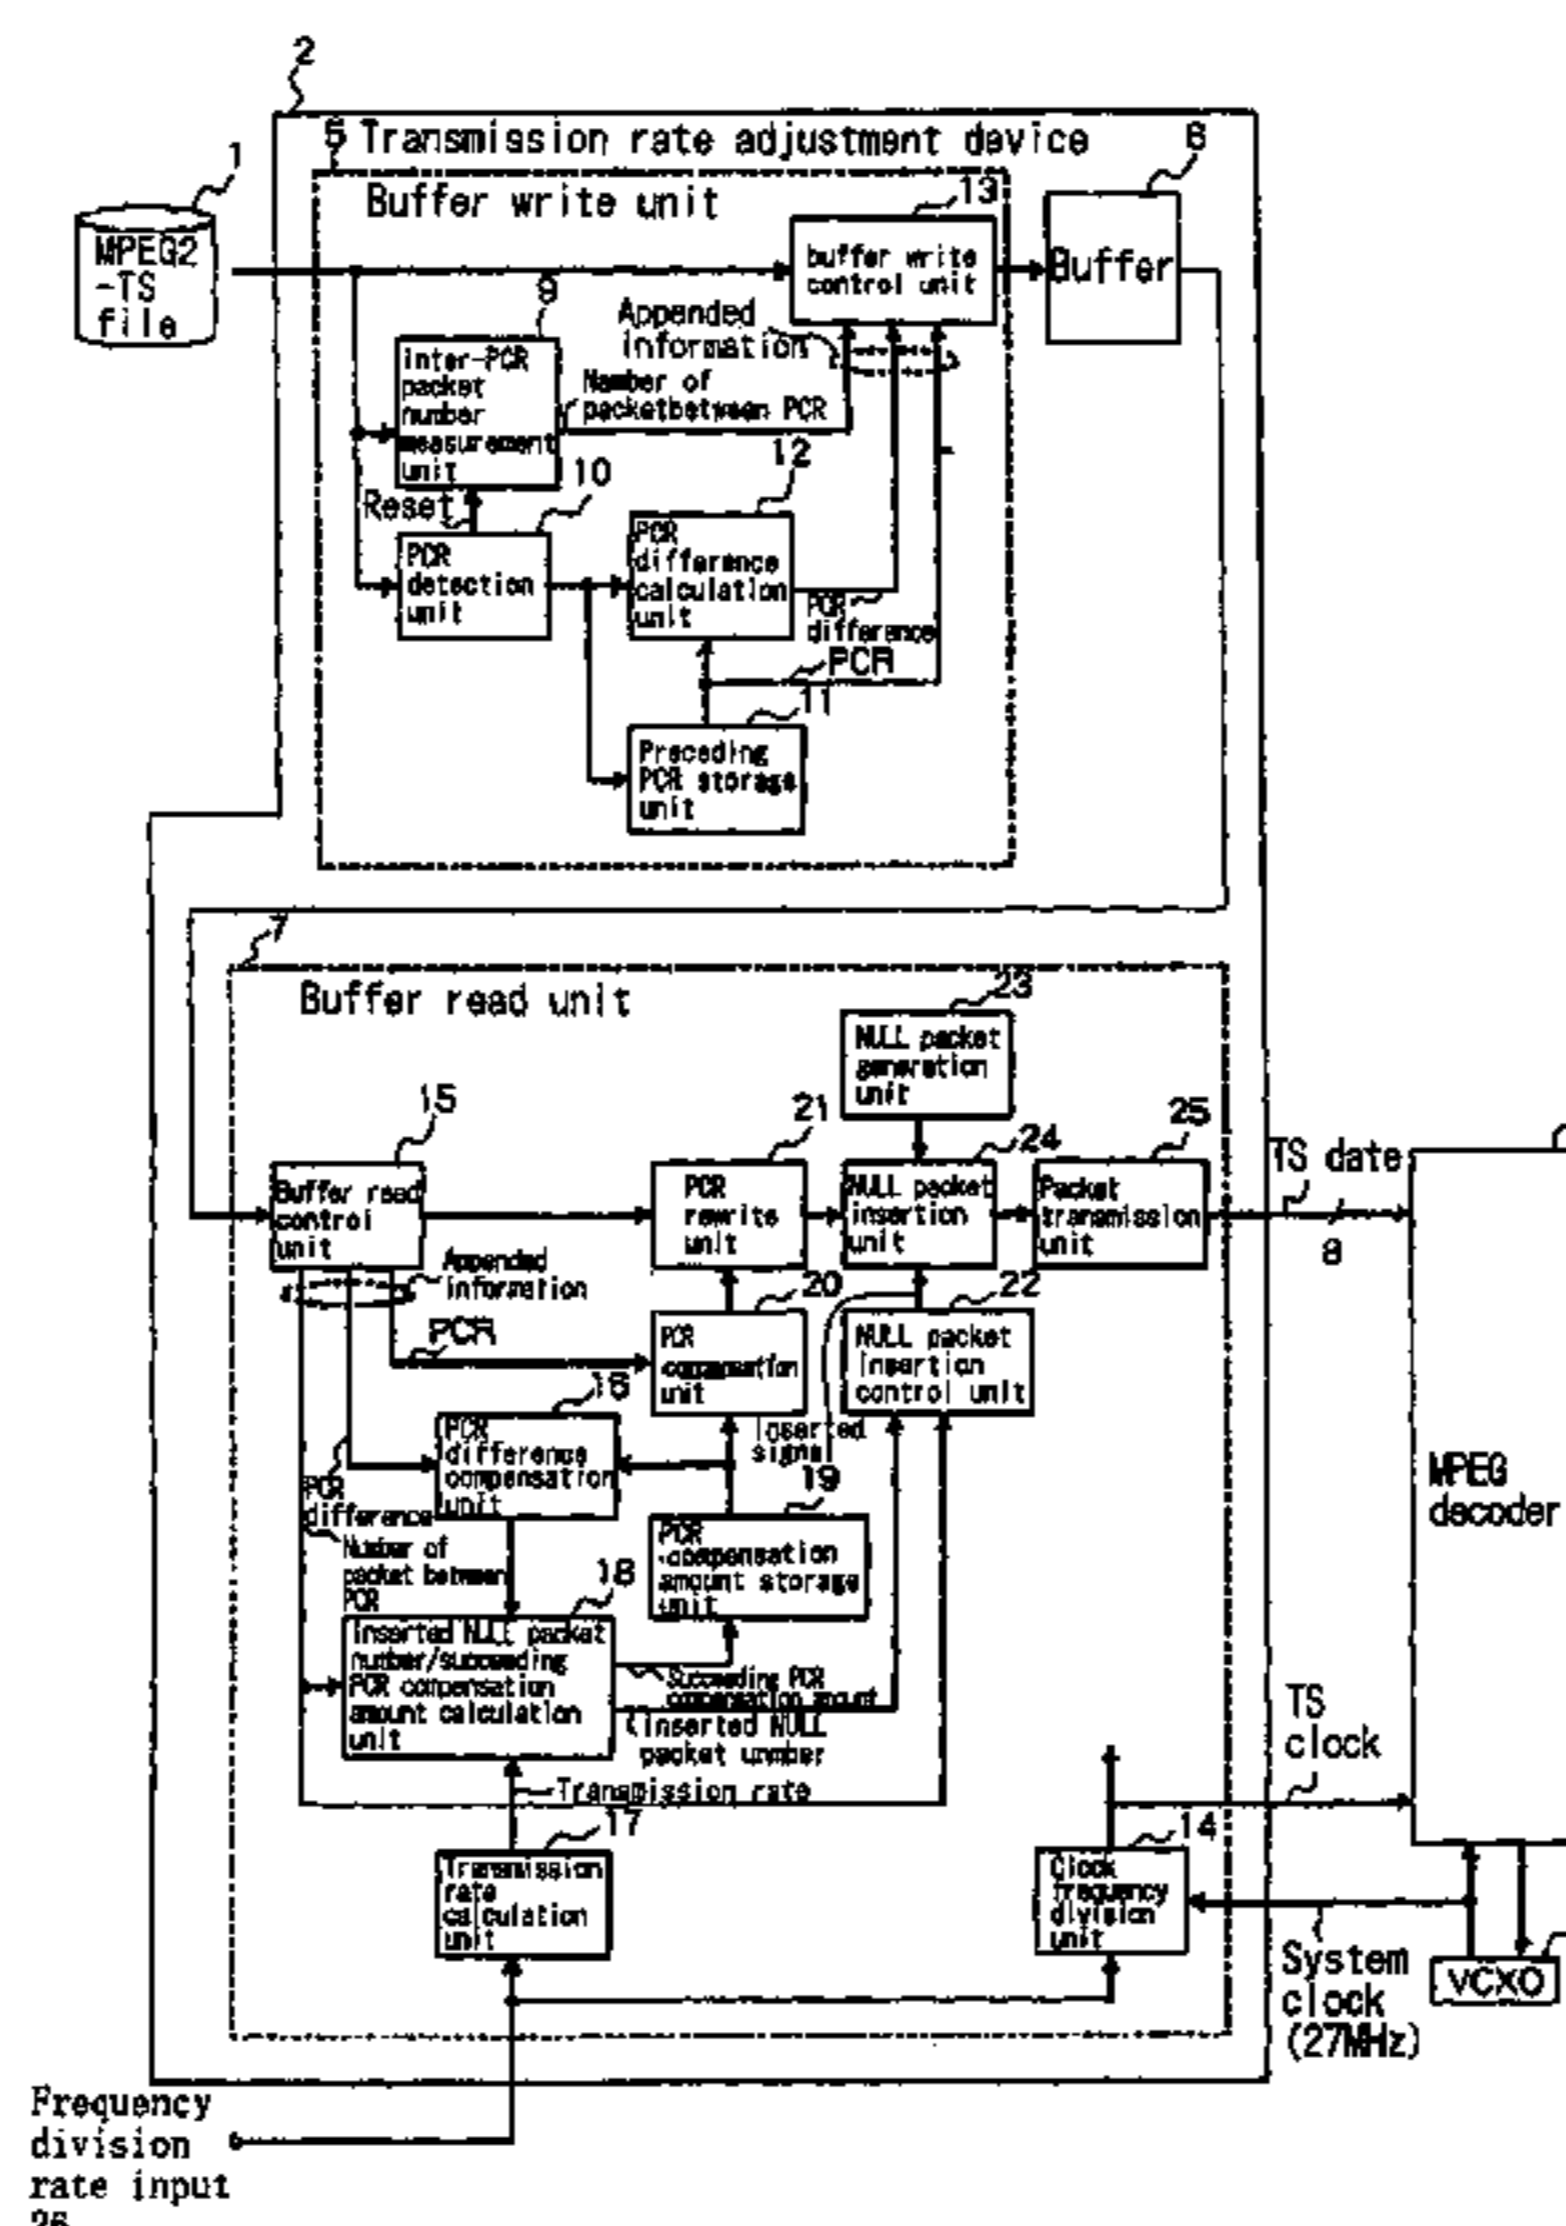 2
5 Transmission rate adjustment device
6
1
Buffer write unit
13
MPEG2
-TS
file
buffer write
control unit
Buffer
9
Appended
information
inter-PCR
packet
number
measurement
unit
Number of
packetbetween PCR
12
10
Reset
PCR
detection
unit
PCR
difference
calculation
unit
PCR
difference
PCR
11
Preceding
PCR storage
unit
7
Buffer read unit
23
NULL packet
generation
unit
15
21
24
25
TS date
Buffer read
control
unit
PCR
rewrite
unit
NULL packet
insertion
unit
Packet
transmission
unit
8
Appended
information
20
22
PCR
PCR
compensation
unit
NULL packet
insertion
control unit
16
PCR
difference
compensation
unit
Inserted
signal
19
PCR
difference
Number of
packet between
PCR
PCR
compensation
amount storage
unit
MPEG
decoder
18
Inserted NULL packet
number/succeeding
PCR compensation
amount calculation
unit
Succeeding PCR
compensation amount
inserted NULL
packet unmber
TS
clock
Transmission rate
17
14
Transmission
rate
calculation
unit
Clock
frequency
division
unit
System
clock
(27MHz)
VCXO
Frequency
division
rate input
26